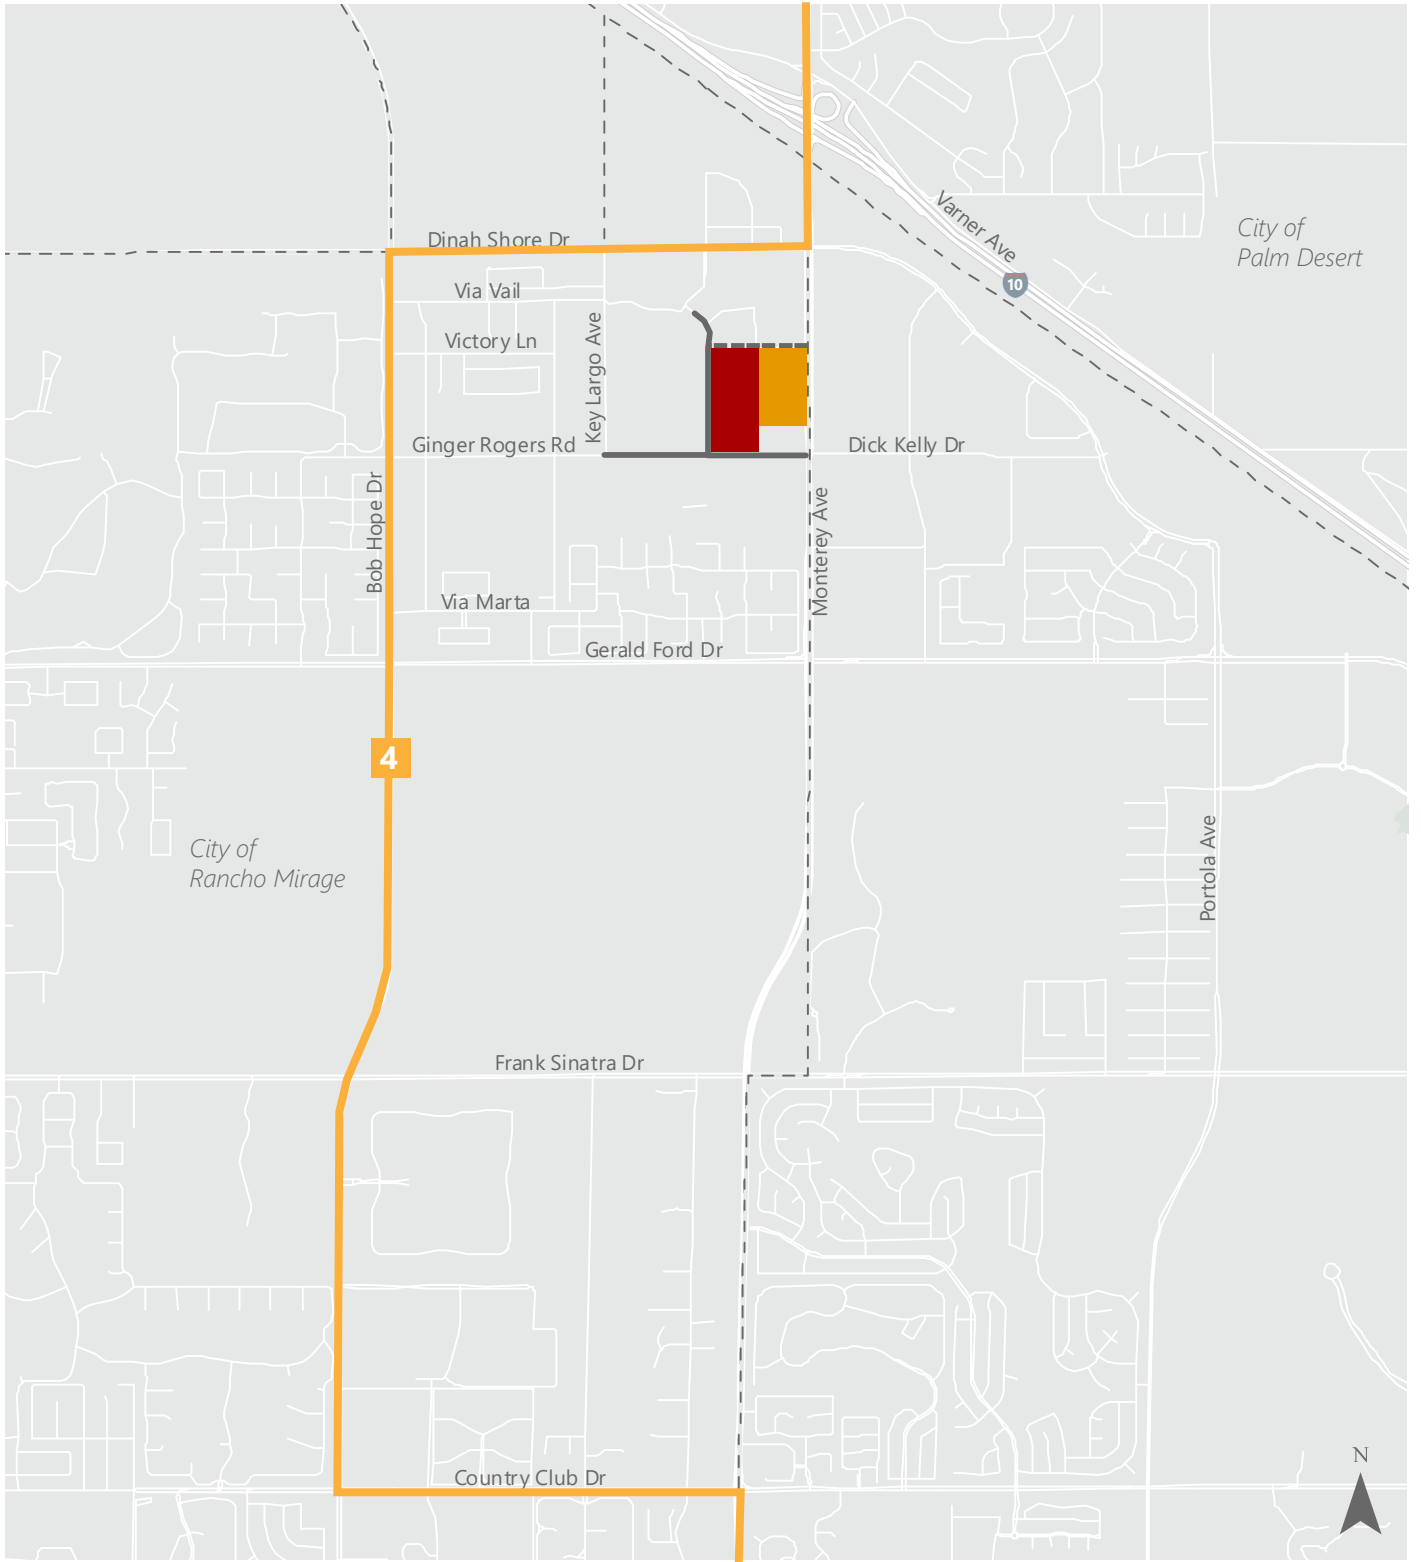 Varner Ave
City of
Palm Desert
Dinah Shore Dr
10
Via Vail
Victory Ln
Key Largo Ave
Ginger Rogers Rd
Dick Kelly Dr
Bob Hope Dr
Monterey Ave
Via Marta
Gerald Ford Dr
4
City of
Rancho Mirage
Portola Ave
Frank Sinatra Dr
N
Country Club Dr